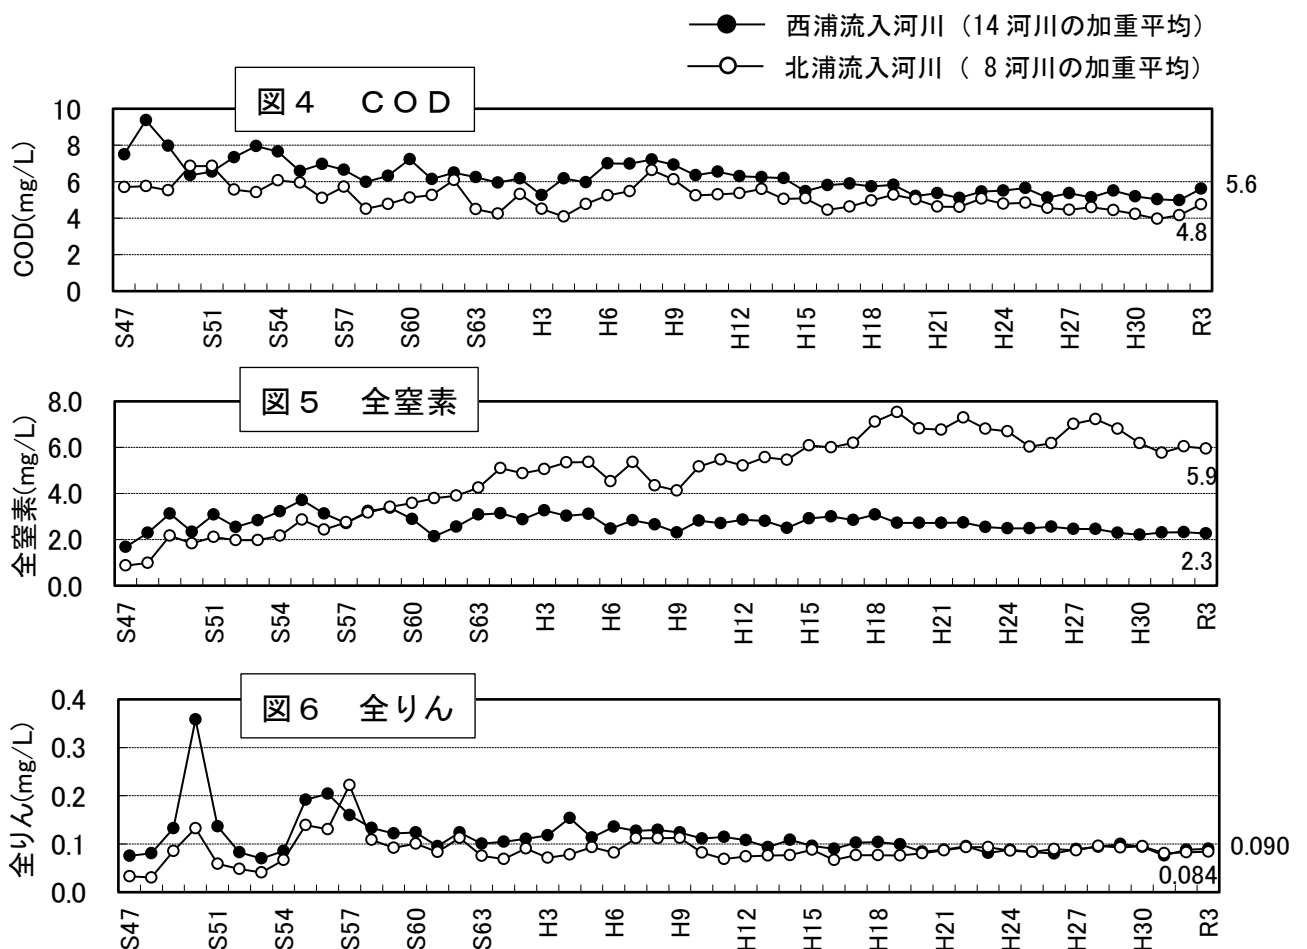 西浦流入河川（14河川の加重平均）
北浦流入河川（ 8河川の加重平均）
図４　ＣＯＤ
COD(mg/L)
10
8
6
4
2
0
5.6
4.8
S47 S51 S54 S57 S60 S63 H3 H6 H9 H12 H15 H18 H21 H24 H27 H30 R3
図５　全窒素
全窒素(mg/L)
8.0
6.0
4.0
2.0
0.0
5.9
2.3
S47 S51 S54 S57 S60 S63 H3 H6 H9 H12 H15 H18 H21 H24 H27 H30 R3
図６　全りん
全りん(mg/L)
0.4
0.3
0.2
0.1
0.0
0.090
0.084
S47 S51 S54 S57 S60 S63 H3 H6 H9 H12 H15 H18 H21 H24 H27 H30 R3